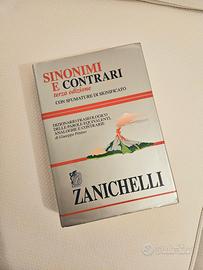 SINONIMI
E CONTRARI
terza edizione
CON SFUMATURE DI SIGNIFICATO
DIZIONARIO FRASEOLOGICO
DELLE PAROLE EQUIVALENTI,
ANALOGHE E CONTRARIE
di Giuseppe Pittàno
ZANICHELLI
subito